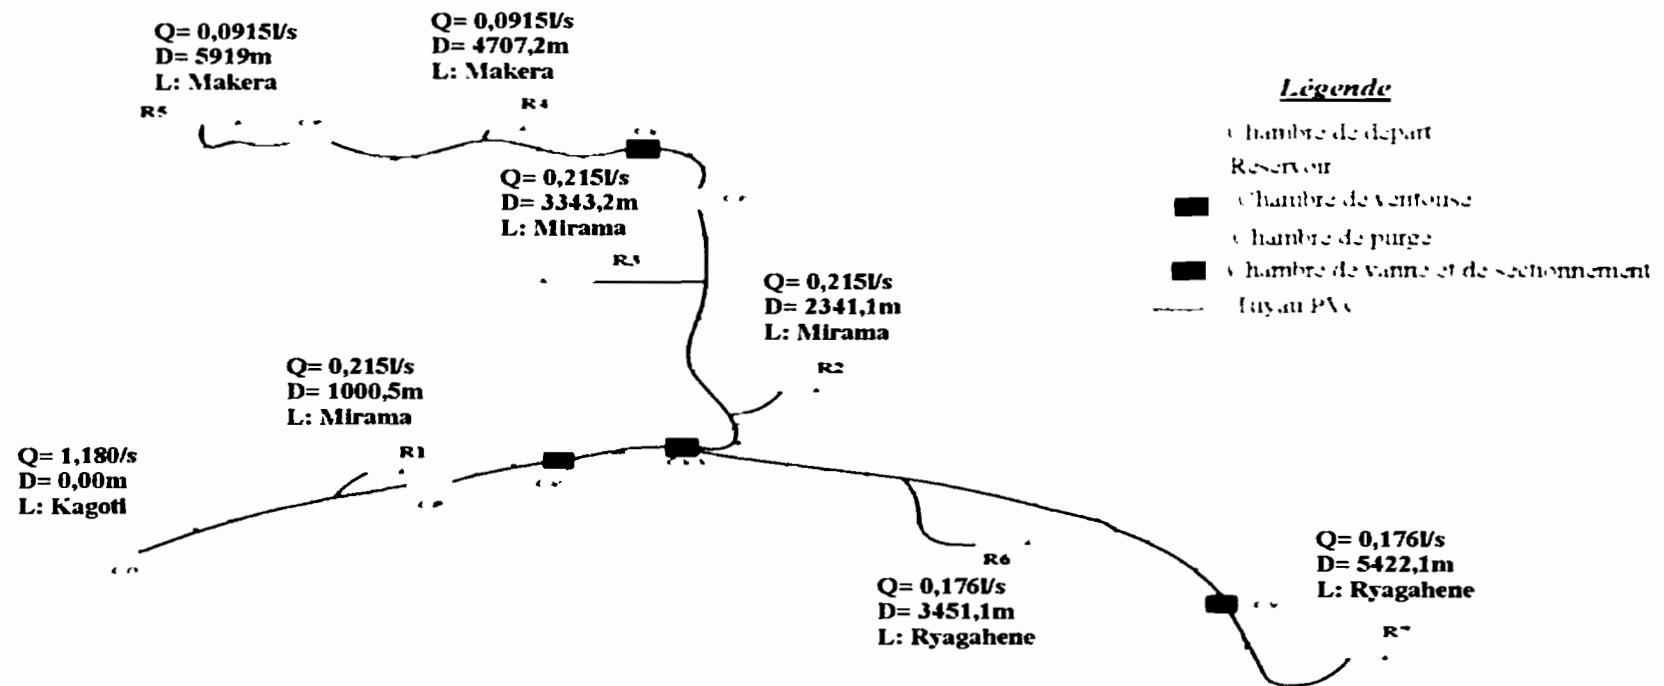 Q= 0,0915l/s
D= 5919m
L: Makera
R5
Q= 0,0915l/s
D= 4707,2m
L: Makera
R4
Q= 0,215l/s
D= 3343,2m
L: Mirama
R3
Q= 0,215l/s
D= 2341,1m
L: Mirama
R2
Q= 0,215l/s
D= 1000,5m
L: Mirama
R1
Q= 1,180/s
D= 0,00m
L: Kagoti
R6
Q= 0,176l/s
D= 3451,1m
L: Ryagahene
Q= 0,176l/s
D= 5422,1m
L: Ryagahene
R7
Légende
Chambre de départ
Reservoir
Chambre de ventouse
Chambre de purge
Chambre de vanne et de sectionnement
Tuyau PVC